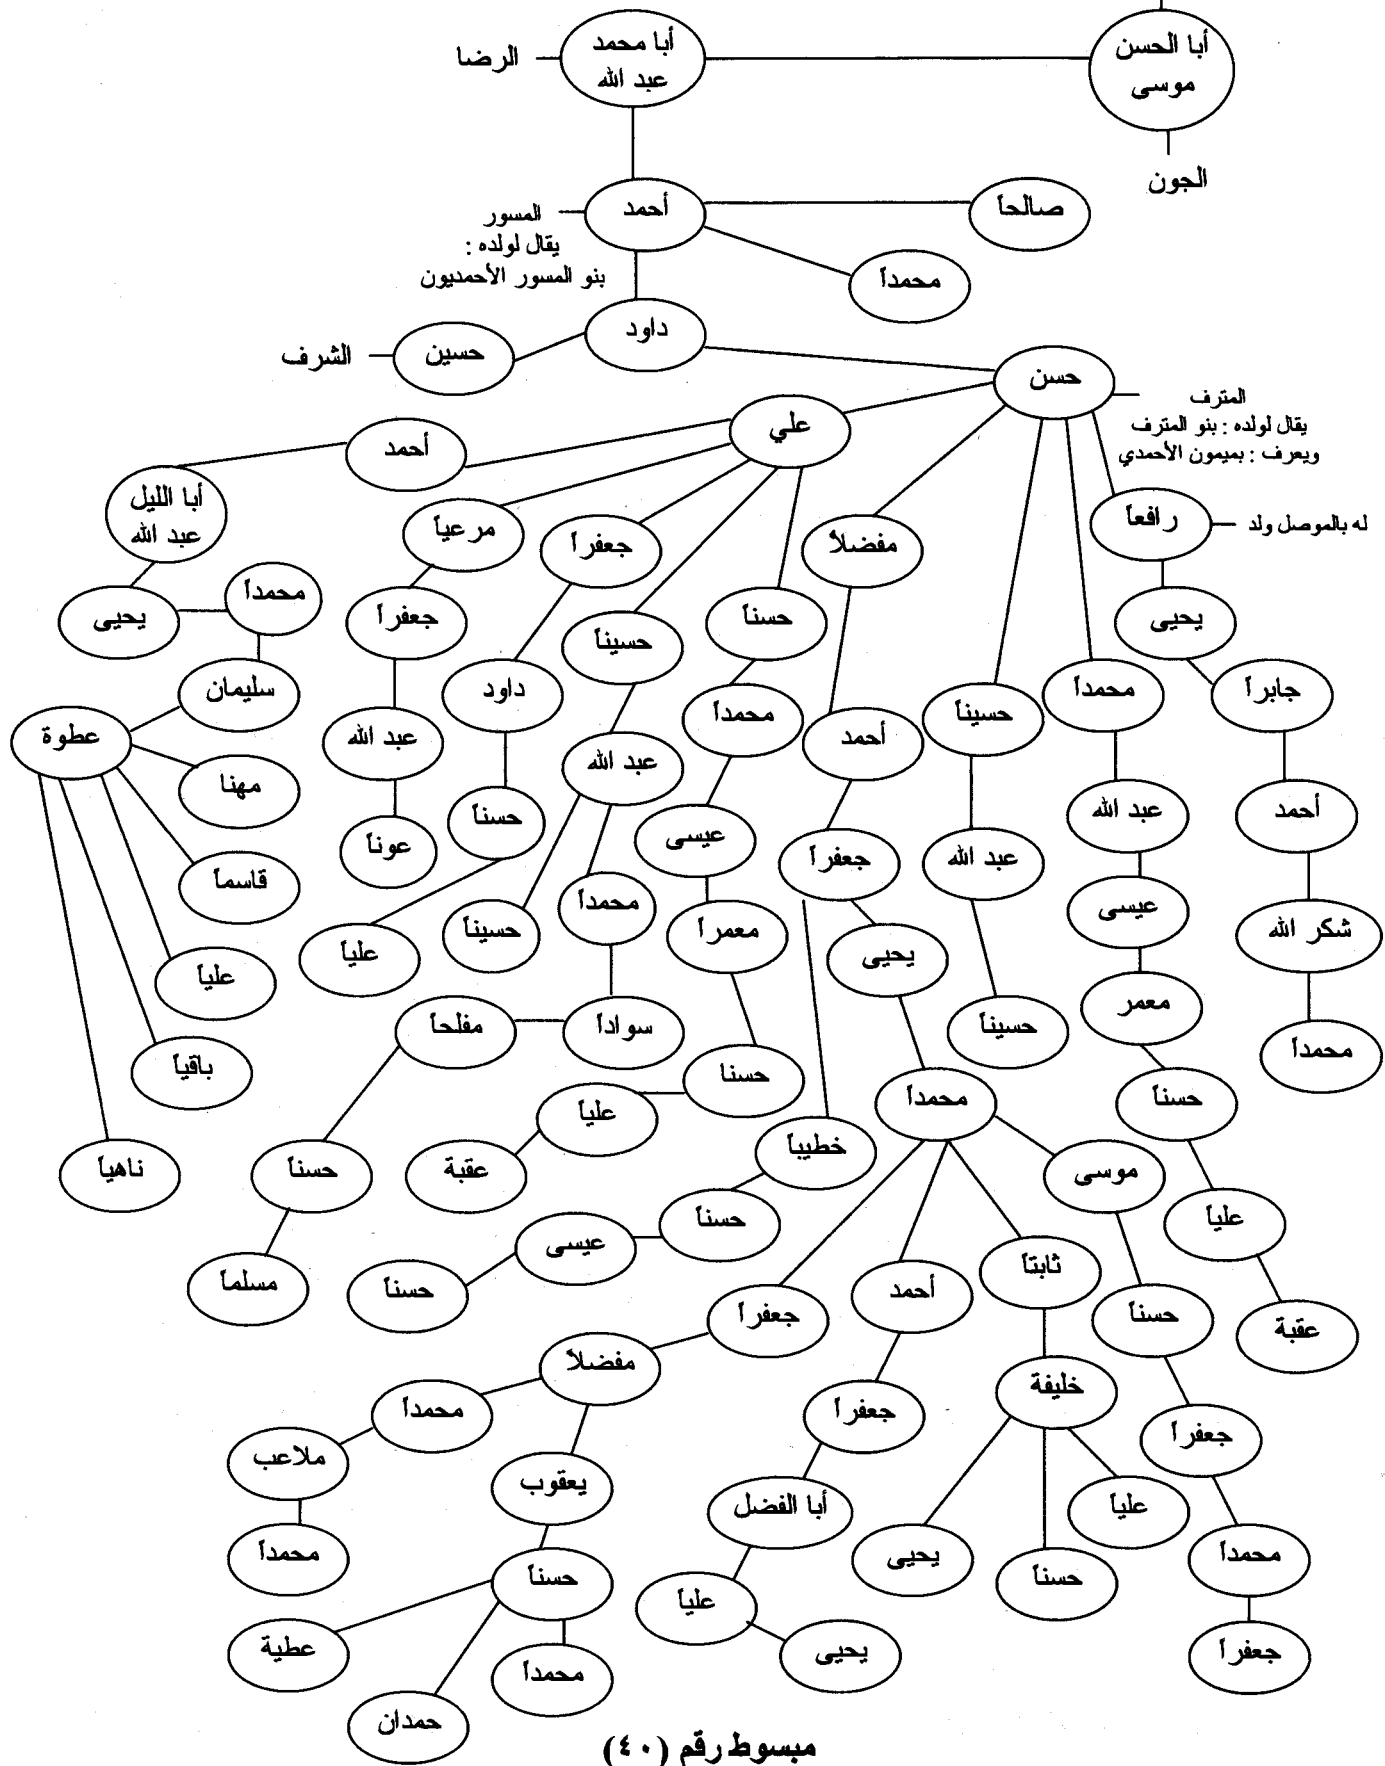 أبا الحسن
موسى
الجون
أبا محمد
عبد الله
الرضا
صالحاً
أحمد
المسور
يقال لولده :
بنو المسور الأحمديون
محمداً
داود
حسين
الشرف
حسن
المترف
يقال لولده : بنو المترف
ويعرف : بميمون الأحمدي
علي
أحمد
أبا الليل
عبد الله
رافعاً
له بالموصل ولد
مفضلاً
جعفراً
مرعياً
محمداً
يحيى
يحيى
حسناً
حسيناً
جعفراً
جابراً
محمداً
داود
سليمان
حسيناً
محمداً
أحمد
عبد الله
عطوة
عبد الله
مهنا
أحمد
عبد الله
حسنا
عيسى
عونا
عبد الله
جعفراً
قاسماً
عيسى
محمداً
شكر الله
معمراً
حسيناً
يحيى
علياً
علياً
معمر
حسيناً
سواداً
مفلحاً
محمداً
باقياً
حسنا
حسناً
محمداً
علياً
خطيباً
عقبة
حسناً
ناهياً
موسى
علياً
حسناً
عيسى
ثابتاً
أحمد
حسناً
مسلماً
عقبة
حسناً
جعفراً
مفضلاً
خليفة
محمداً
جعفراً
جعفراً
ملاعب
يعقوب
علياً
أبا الفضل
محمداً
حسناً
يحيى
محمداً
حسناً
علياً
جعفراً
يحيى
عطية
محمداً
حمدان
مبسوط رقم (٤٠)